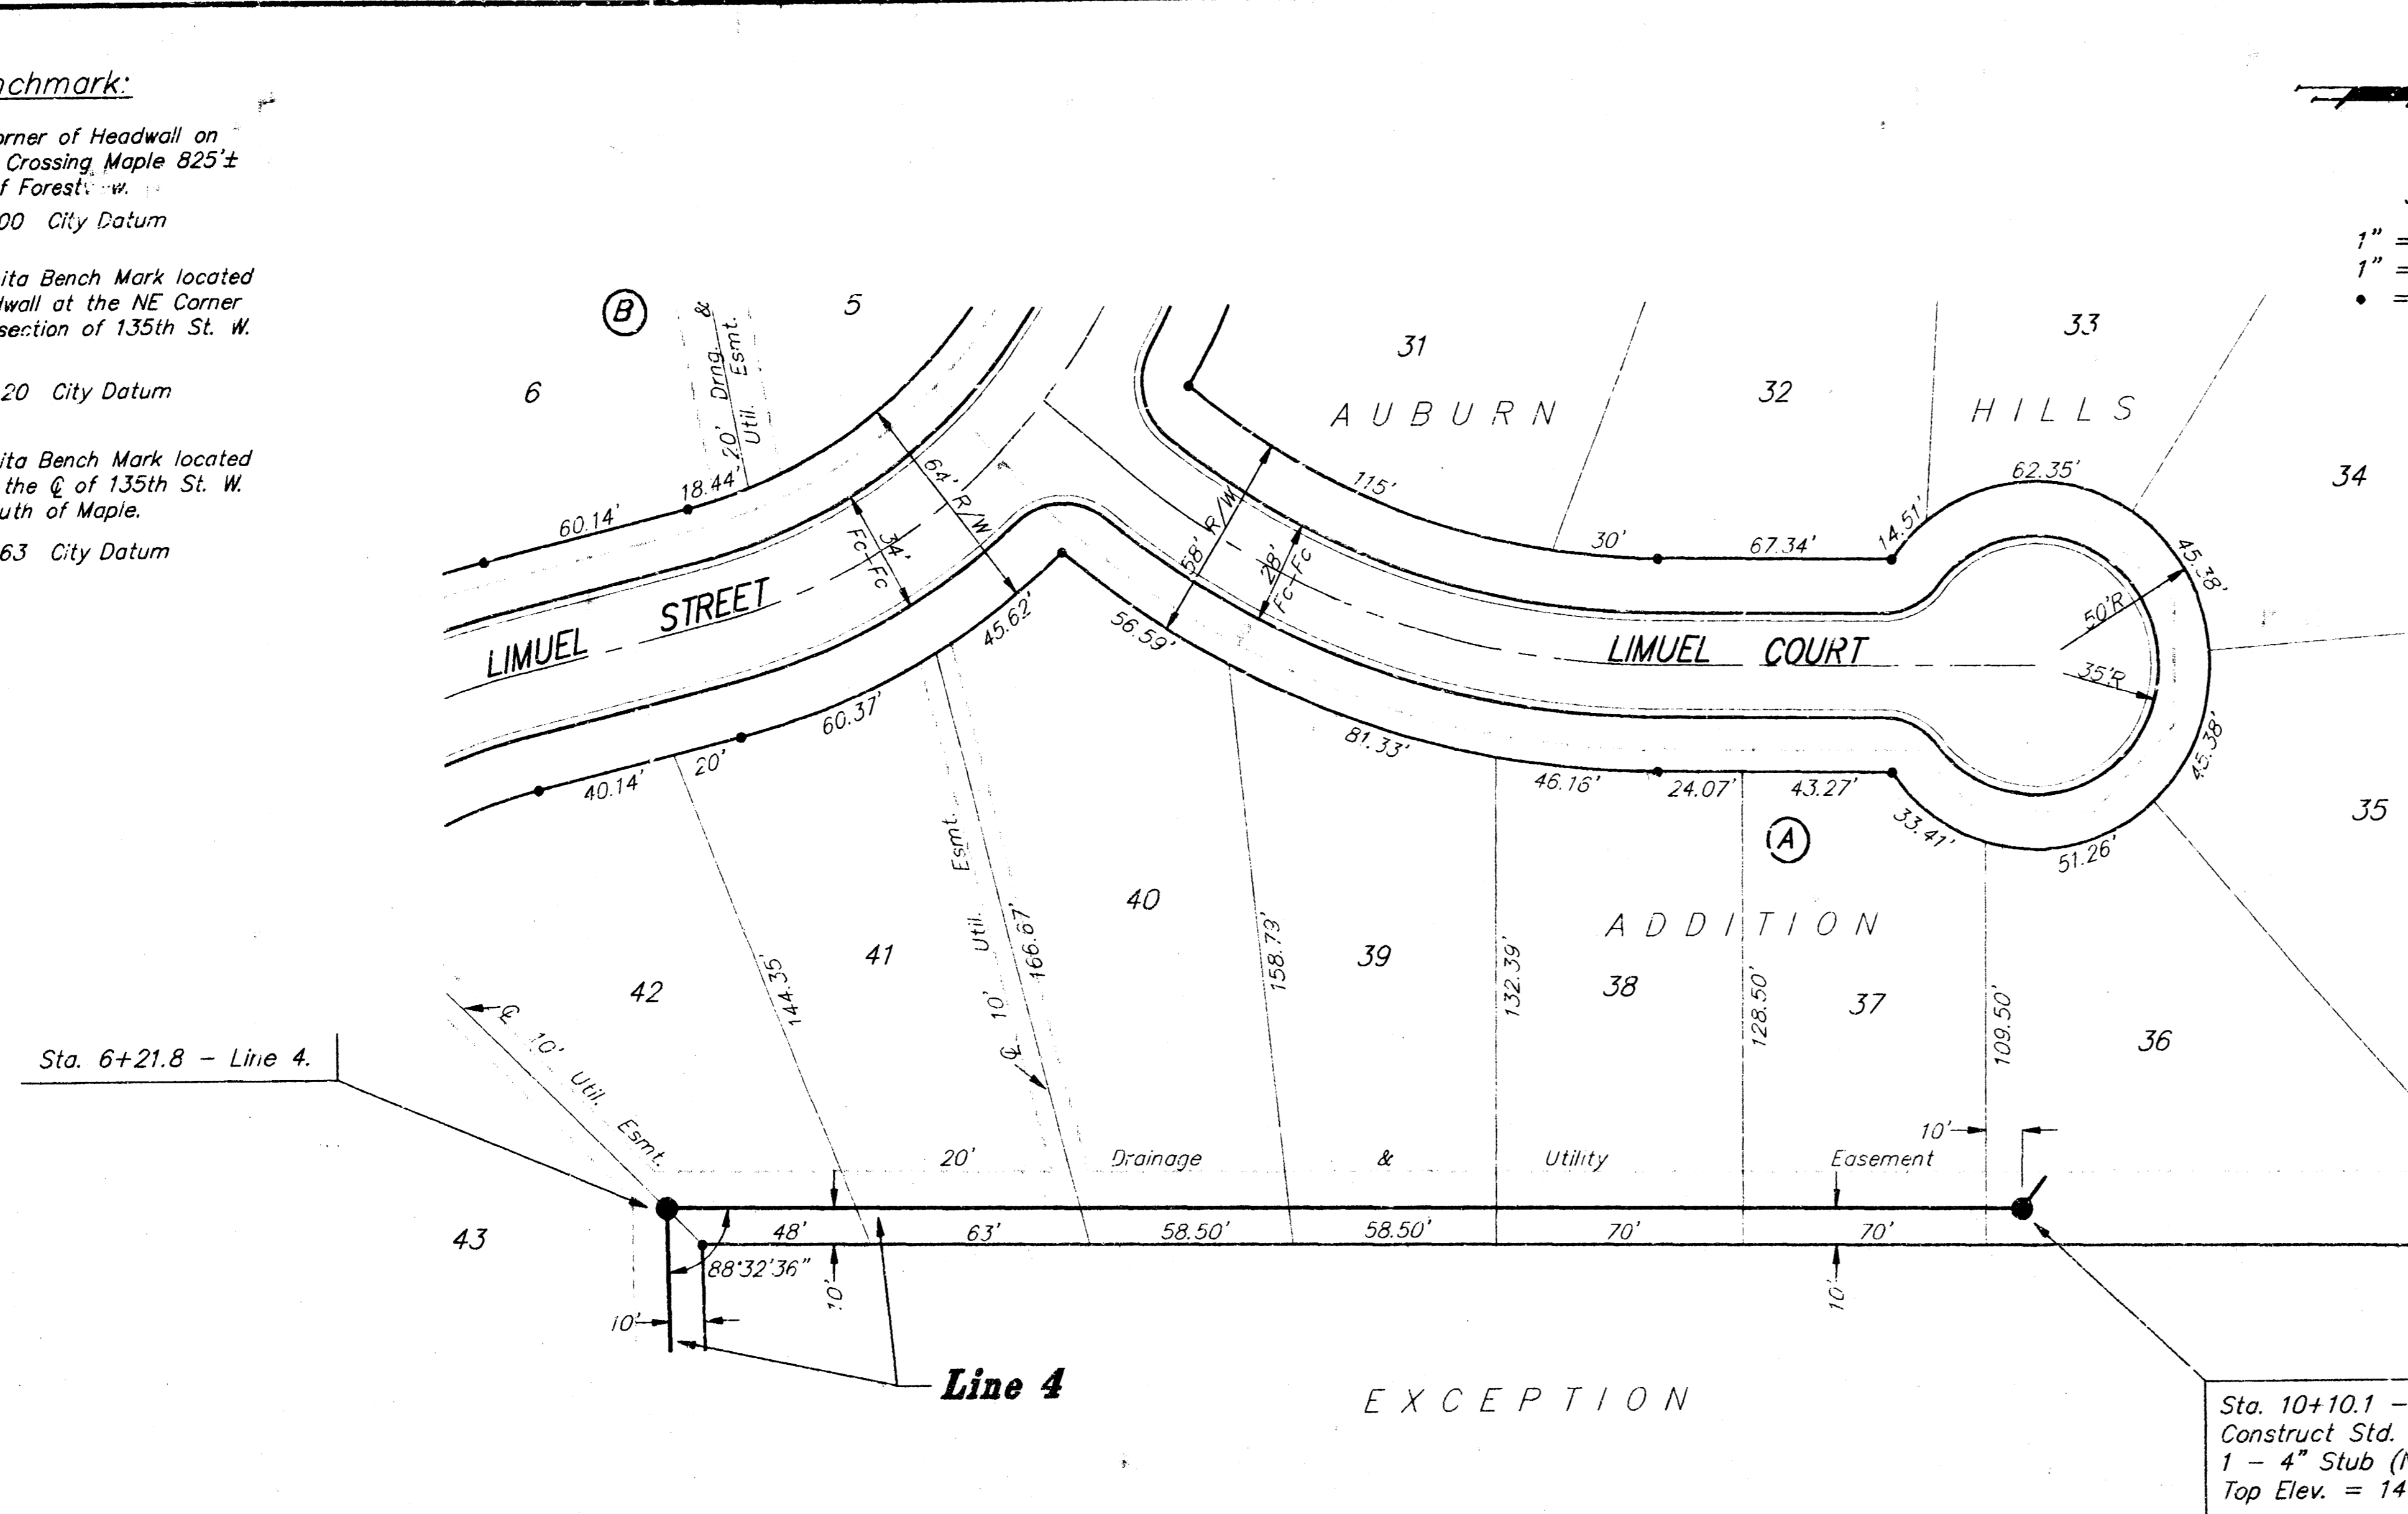 nchmark:
orner of Headwall on
Crossing Maple 825'±
f Forest
00 City Datum
ita Bench Mark located
dwall at the NE Corner
section of 135th St. W.
20 City Datum
ita Bench Mark located
the ℄ of 135th St. W.
uth of Maple.
63 City Datum
1" =
1" =
• =
B
5
6
20' Drng. &
Util. Esmt.
31
32
33
34
35
AUBURN HILLS
60.14'
18.44'
64' R/W
34'
Fc-Fc
58' R/W
28'
Fc-Fc
115'
30'
67.34'
14.51'
62.35'
45.38'
50'R
35'R
45.38'
LIMUEL STREET
LIMUEL COURT
40.14'
20'
60.37'
45.62'
56.59'
81.33'
46.16'
24.07'
43.27'
33.41'
51.26'
A
ADDITION
42
41
40
39
38
37
36
43
144.35'
10' Util. Esmt.
166.67'
℄
158.79'
132.39'
128.50'
109.50'
℄ 10' Util. Esmt.
Sta. 6+21.8 - Line 4.
20' Drainage & Utility Easement
10'
48'
63'
58.50'
58.50'
70'
70'
88°32'36"
10'
10'
10'
Line 4
EXCEPTION
Sta. 10+10.1 -
Construct Std.
1 - 4" Stub (
Top Elev. = 14